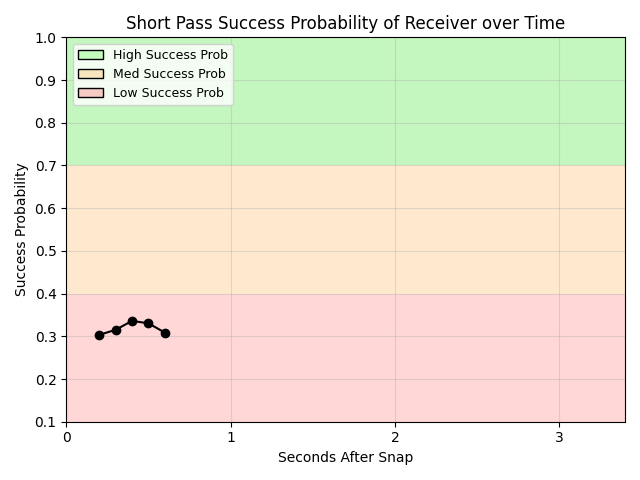 Short Pass Success Probability of Receiver over Time
High Success Prob
Med Success Prob
Low Success Prob
Success Probability
1.0
0.9
0.8
0.7
0.6
0.5
0.4
0.3
0.2
0.1
0 1 2 3
Seconds After Snap